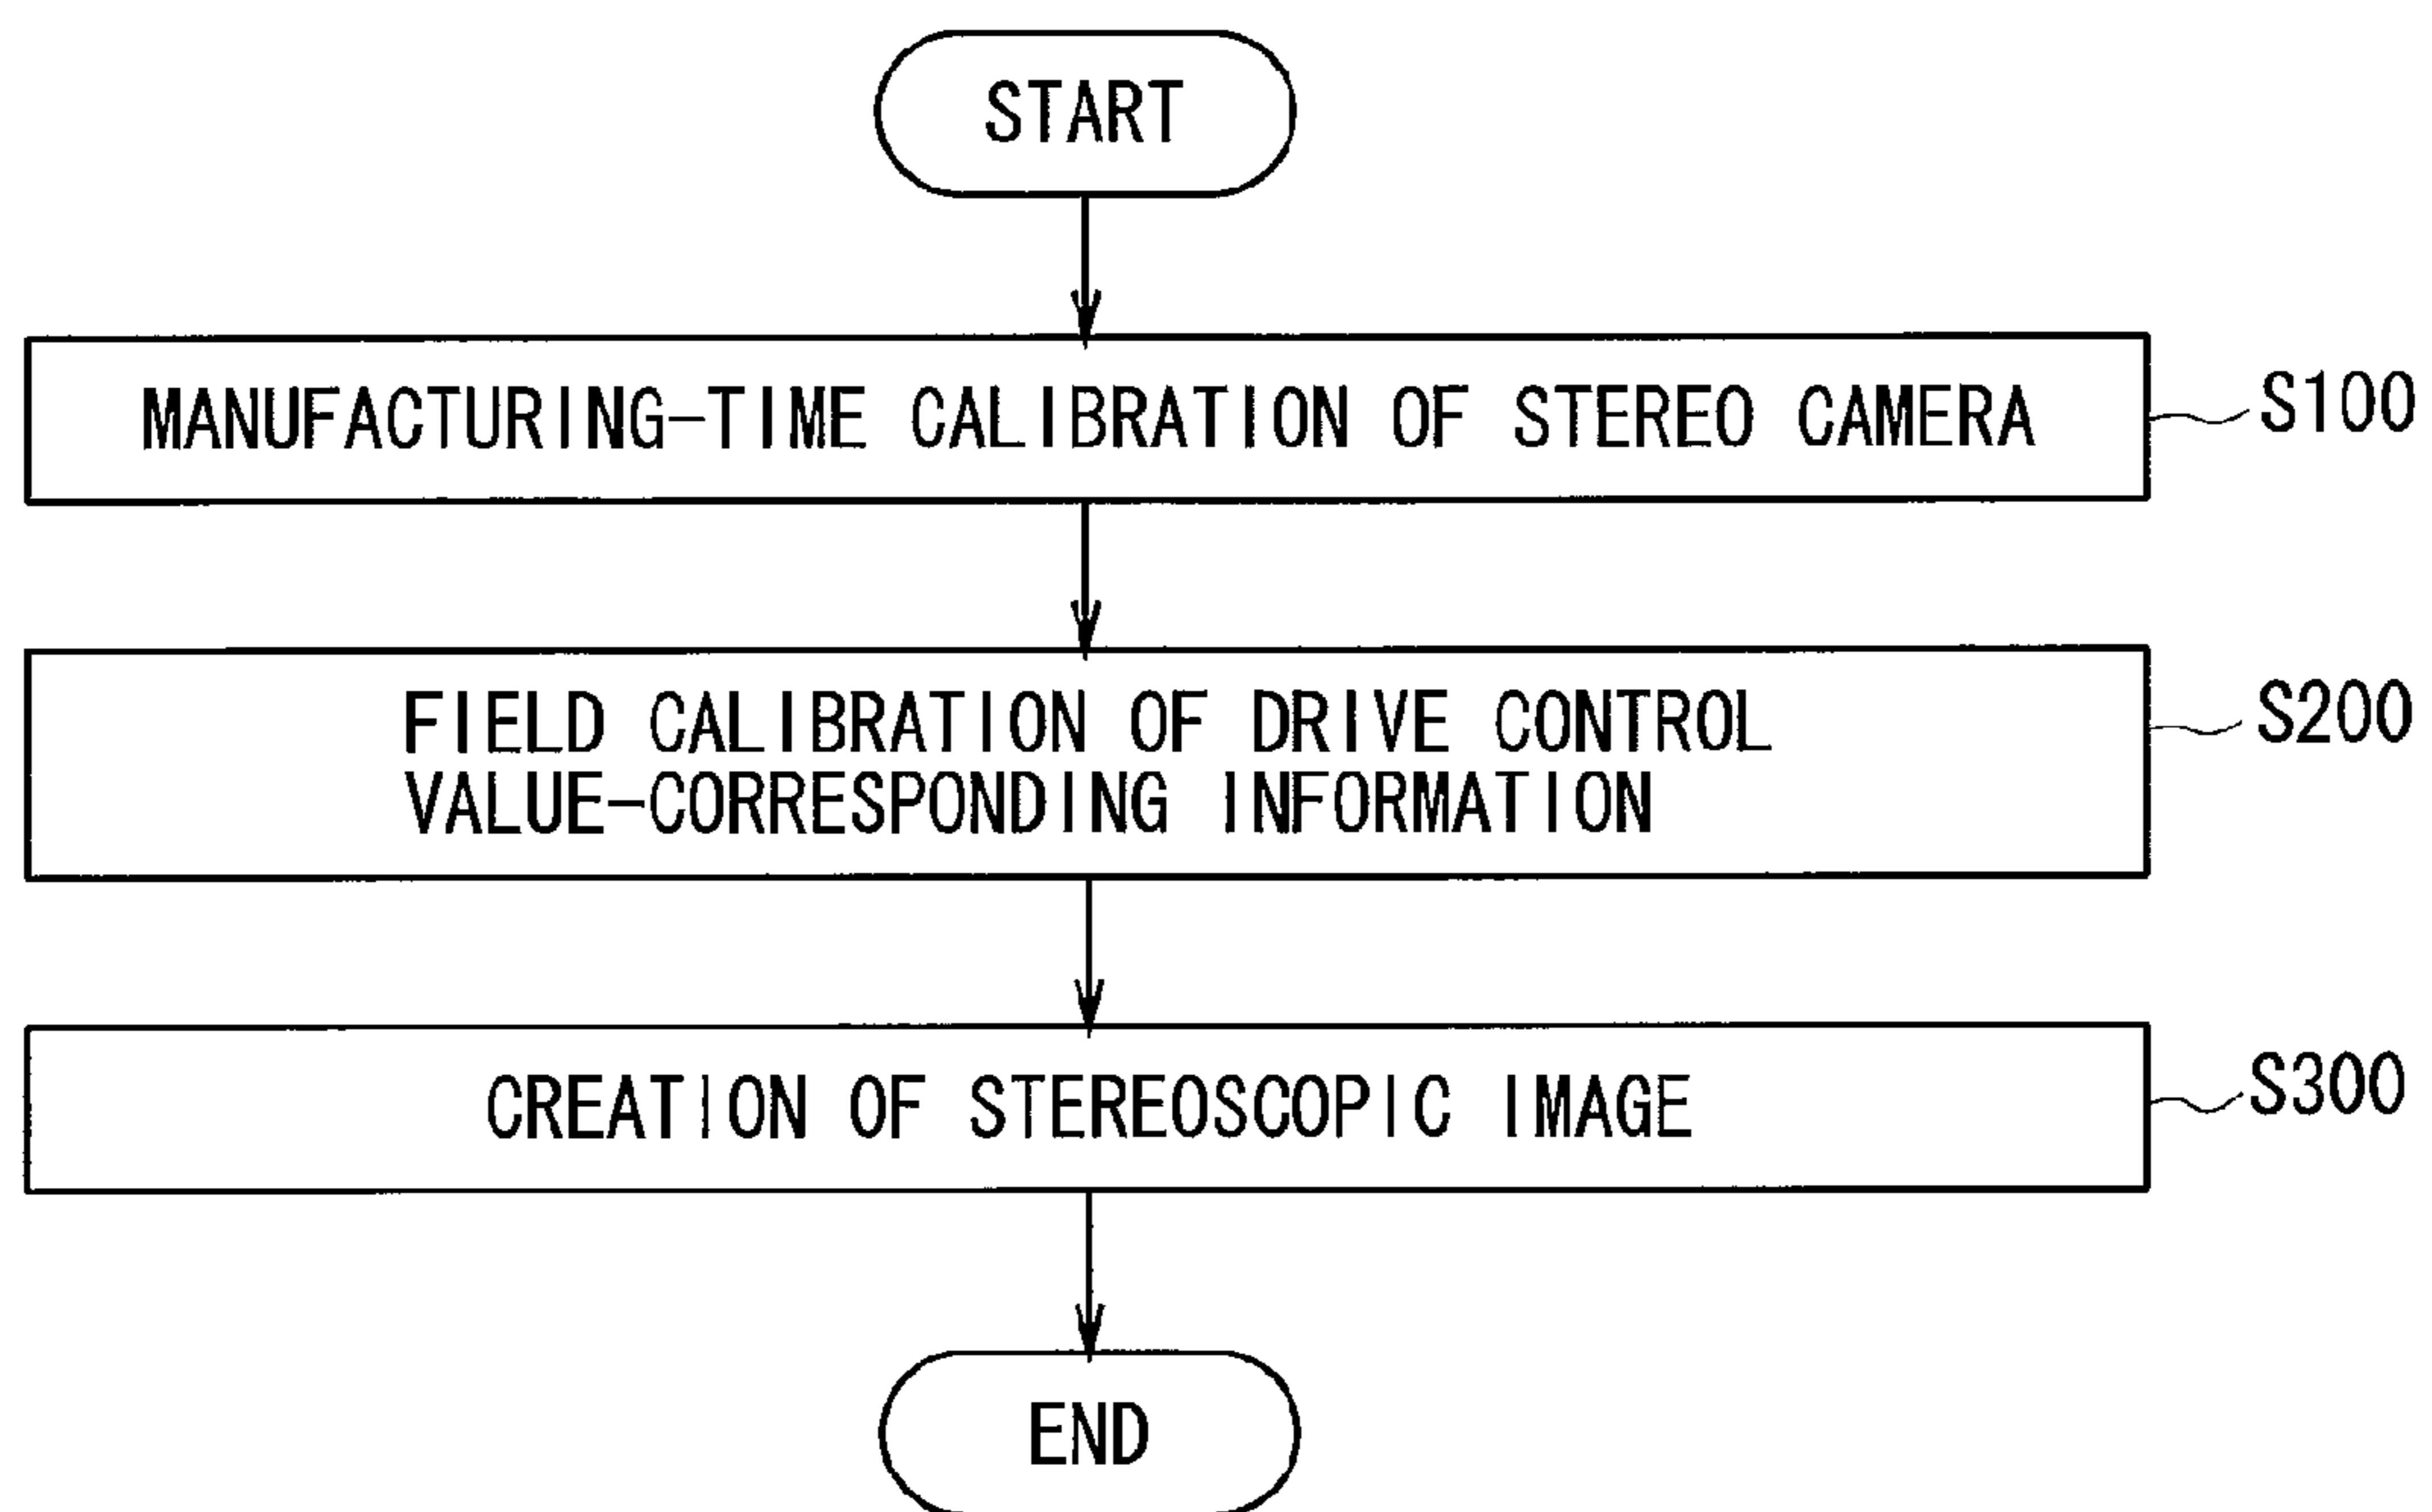 START
MANUFACTURING-TIME CALIBRATION OF STEREO CAMERA
S100
FIELD CALIBRATION OF DRIVE CONTROL
VALUE-CORRESPONDING INFORMATION
S200
CREATION OF STEREOSCOPIC IMAGE
S300
END